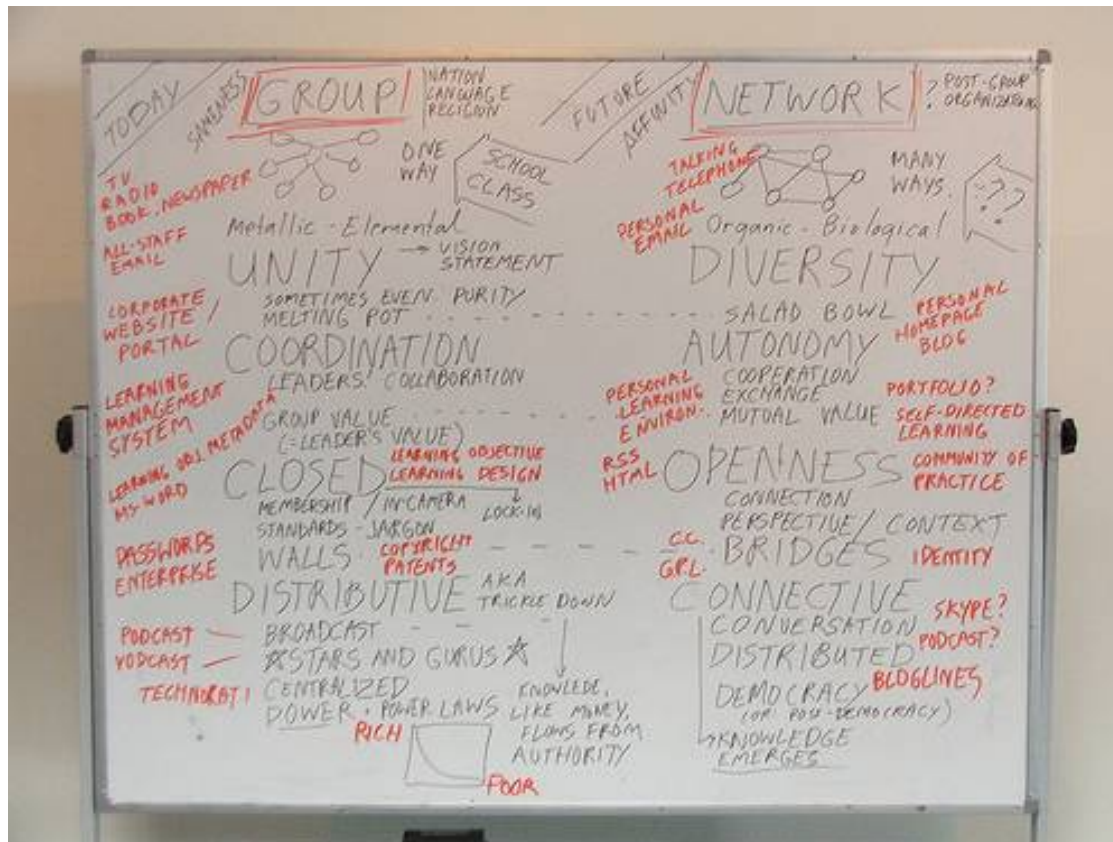 TODAY
SAMENESS
GROUP
NATION
LANGUAGE
RELIGION
ONE
WAY
SCHOOL
CLASS
TV
RADIO
BOOK. NEWSPAPER
ALL-STAFF
EMAIL
Metallic - Elemental
UNITY → VISION
STATEMENT
SOMETIMES EVEN. PURITY
MELTING POT
CORPORATE
WEBSITE /
PORTAL
COORDINATION
LEADERS' COLLABORATION
LEARNING
MANAGEMENT
SYSTEM
GROUP VALUE
(=LEADER'S VALUE)
LEARNING OBJ. METADATA
MS-WORD
LEARNING OBJECTIVE
LEARNING DESIGN
CLOSED
MEMBERSHIP / IN-CAMERA
LOCK-IN
STANDARDS - JARGON
WALLS
COPYRIGHT
PATENTS
PASSWORDS
ENTERPRISE
DISTRIBUTIVE AKA
TRICKLE DOWN
PODCAST
VODCAST
TECHNORATI
BROADCAST
☆STARS AND GURUS☆
CENTRALIZED
POWER. POWER LAWS
KNOWLEDE,
LIKE MONEY,
FLOWS FROM
AUTHORITY
RICH
POOR
FUTURE
AFFINITY
NETWORK
? POST-GROUP
TALKING
TELEPHONE
MANY
WAYS.
???
PERSONAL
EMAIL
Organic - Biological
DIVERSITY
SALAD BOWL
PERSONAL
HOMEPAGE
BLOG
AUTONOMY
COOPERATION
EXCHANGE
MUTUAL VALUE
PERSONAL
LEARNING
ENVIRON.
PORTFOLIO?
SELF-DIRECTED
LEARNING
RSS
HTML
OPENNESS
COMMUNITY OF
PRACTICE
CONNECTION
PERSPECTIVE / CONTEXT
C.C.
G.P.L.
BRIDGES
IDENTITY
CONNECTIVE
CONVERSATION
SKYPE?
PODCAST?
DISTRIBUTED
BLOGLINES
DEMOCRACY
(OR POST-DEMOCRACY)
KNOWLEDGE
EMERGES